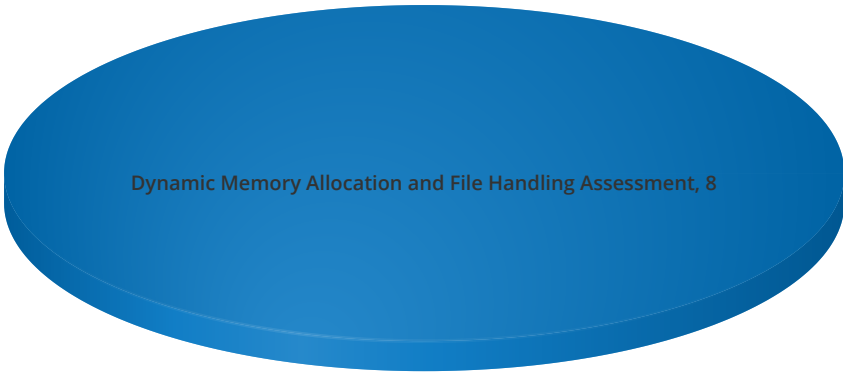 Dynamic Memory Allocation and File Handling Assessment, 8